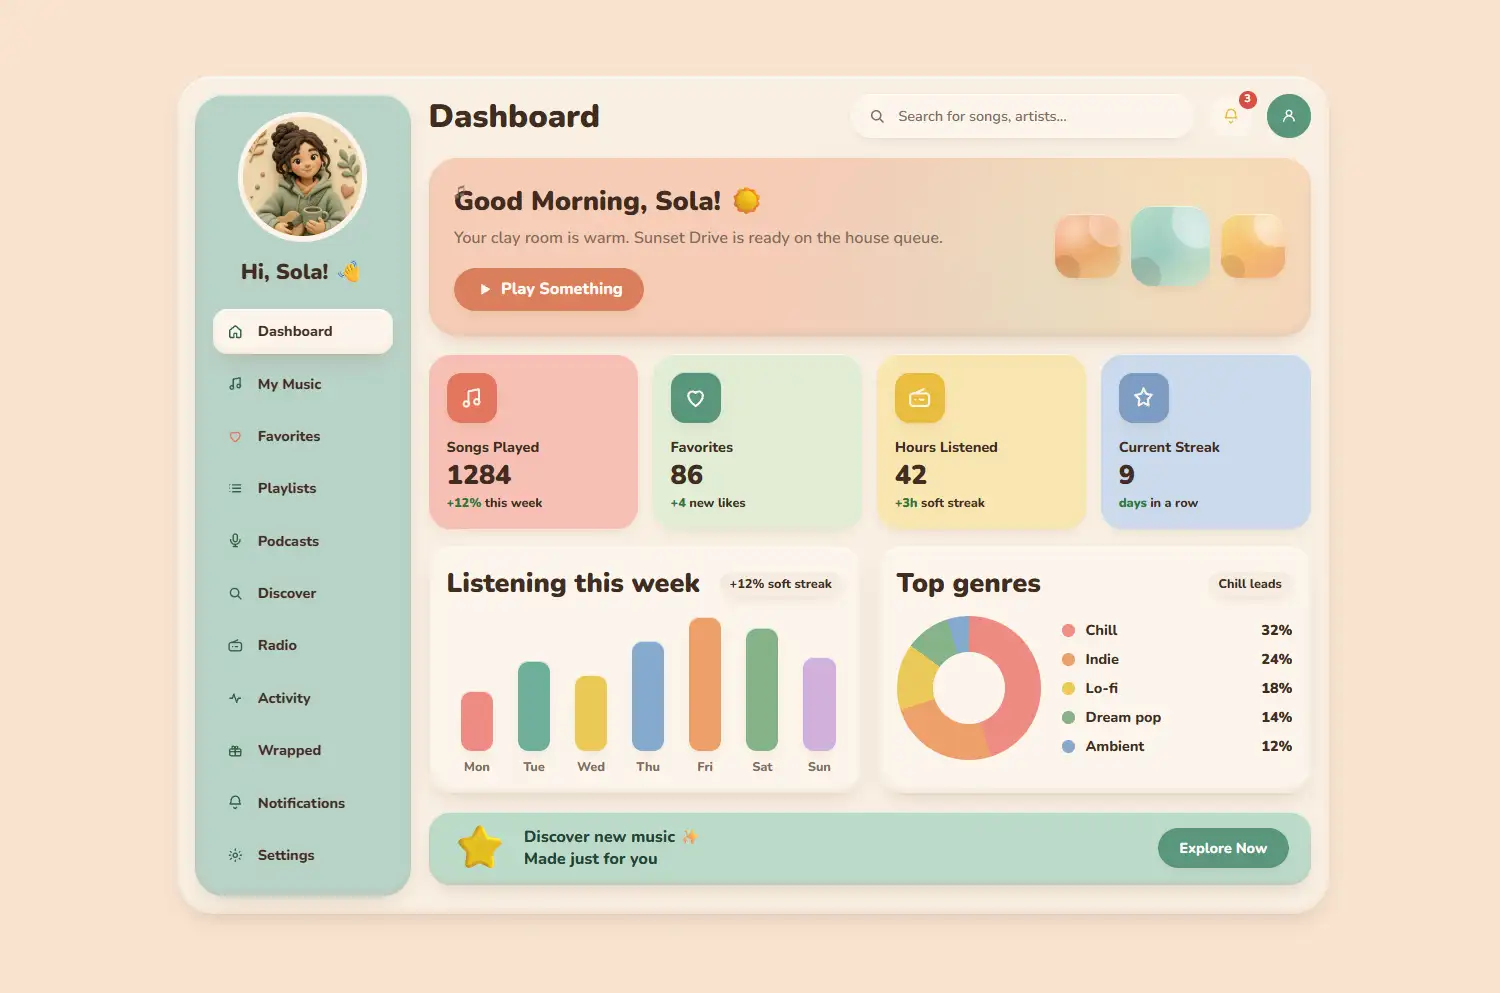 Hi, Sola! 👋
Dashboard
My Music
Favorites
Playlists
Podcasts
Discover
Radio
Activity
Wrapped
Notifications
Settings
Dashboard
Search for songs, artists...
3
Good Morning, Sola!
Your clay room is warm. Sunset Drive is ready on the house queue.
Play Something
Songs Played
1284
+12% this week
Favorites
86
+4 new likes
Hours Listened
42
+3h soft streak
Current Streak
9
days in a row
Listening this week
+12% soft streak
Mon Tue Wed Thu Fri Sat Sun
Top genres
Chill leads
Chill 32%
Indie 24%
Lo-fi 18%
Dream pop 14%
Ambient 12%
Discover new music ✨
Made just for you
Explore Now